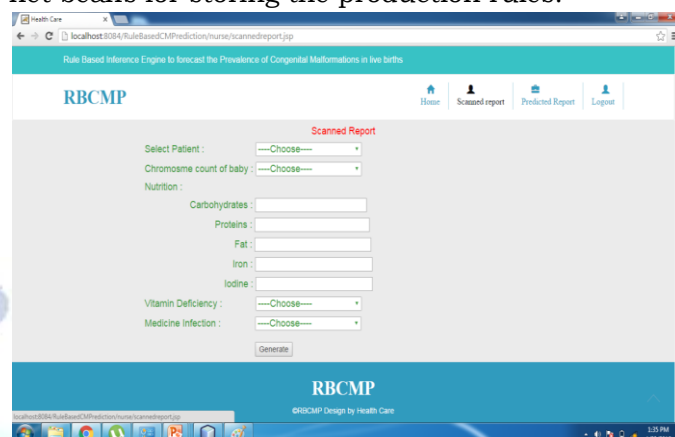 net scans for storing the production rules.
Health Care
localhost:8084/RuleBasedCMPrediction/nurse/scannedreport.jsp
Rule Based Inference Engine to forecast the Prevalence of Congenital Malformations in live births
RBCMP
Home Scanned report Predicted Report Logout
Scanned Report
Select Patient : ----Choose----
Chromosme count of baby : ----Choose----
Nutrition :
Carbohydrates :
Proteins :
Fat :
Iron :
Iodine :
Vitamin Deficiency : ----Choose----
Medicine Infection : ----Choose----
Generate
RBCMP
©RBCMP Design by Health Care
localhost:8084/RuleBasedCMPrediction/nurse/scannedreport.jsp
1:35 PM